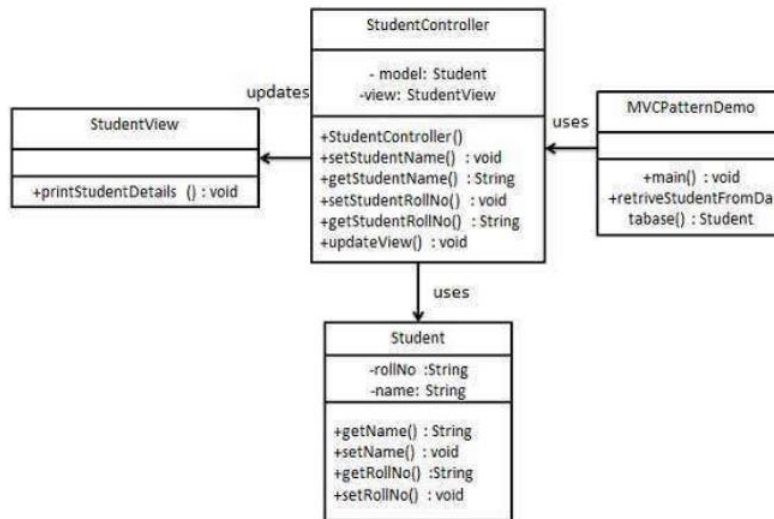 StudentController
- model: Student
-view: StudentView
+StudentController()
+setStudentName() : void
+getStudentName() : String
+setStudentRollNo() : void
+getStudentRollNo() : String
+updateView() : void
updates
StudentView
+printStudentDetails () : void
uses
MVCPatternDemo
+main() : void
+retriveStudentFromDa
tabase() : Student
uses
Student
-rollNo :String
-name: String
+getName() : String
+setName() : void
+getRollNo() :String
+setRollNo() : void